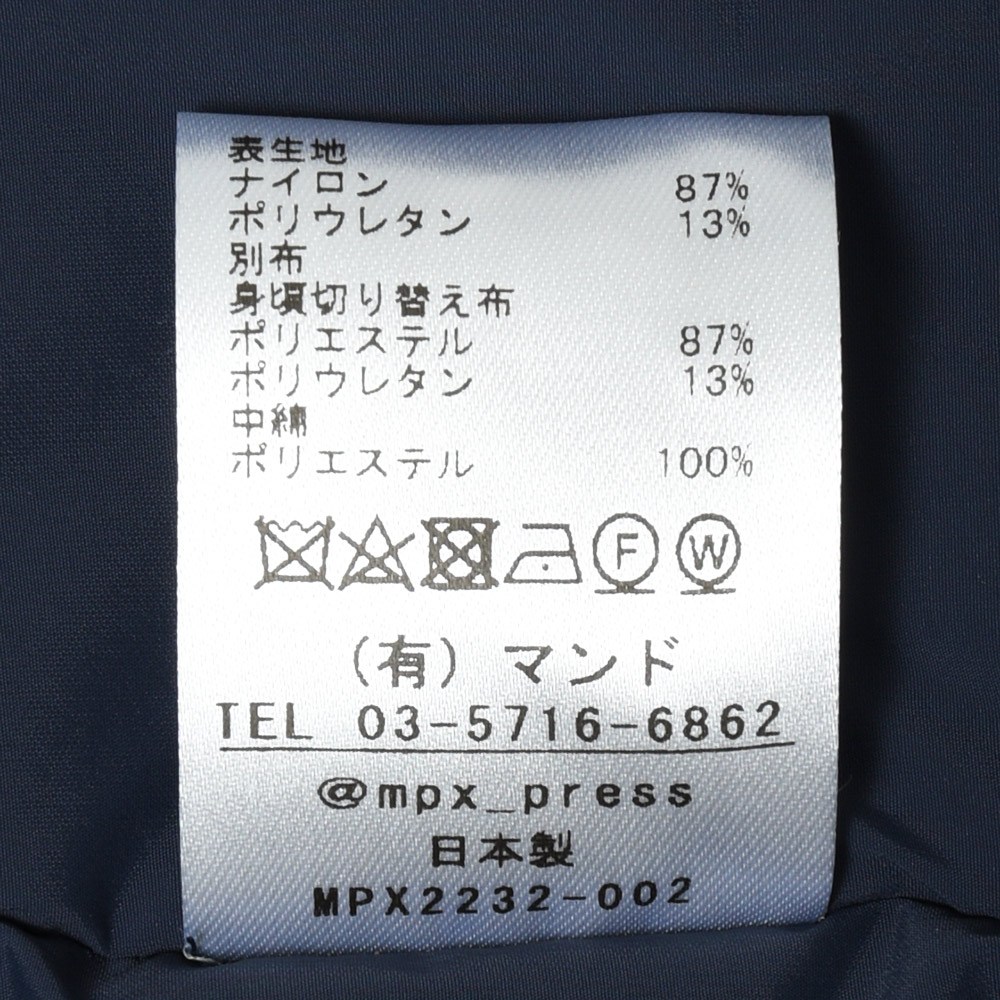 表生地
ナイロン 87%
ポリウレタン 13%
別布
身頃切り替え布
ポリエステル 87%
ポリウレタン 13%
中綿
ポリエステル 100%
F W
(有) マンド
TEL 03-5716-6862
@mpx_press
日本製
MPX2232-002